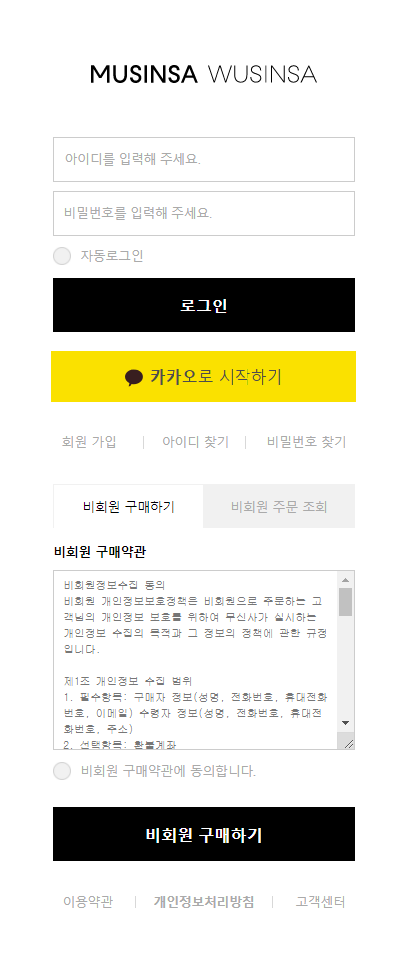 MUSINSA WUSINSA
아이디를 입력해 주세요.
비밀번호를 입력해 주세요.
자동로그인
로그인
카카오로 시작하기
회원 가입 | 아이디 찾기 | 비밀번호 찾기
비회원 구매하기 비회원 주문 조회
비회원 구매약관
비회원정보수집 동의
비회원 개인정보보호정책은 비회원으로 주문하는 고
객님의 개인정보 보호를 위하여 무신사가 실시하는
개인정보 수집의 목적과 그 정보의 정책에 관한 규정
입니다.
제1조 개인정보 수집 범위
1. 필수항목: 구매자 정보(성명, 전화번호, 휴대전화
번호, 이메일) 수령자 정보(성명, 전화번호, 휴대전
화번호, 주소)
2. 선택항목: 환불계좌
비회원 구매약관에 동의합니다.
비회원 구매하기
이용약관 | 개인정보처리방침 | 고객센터